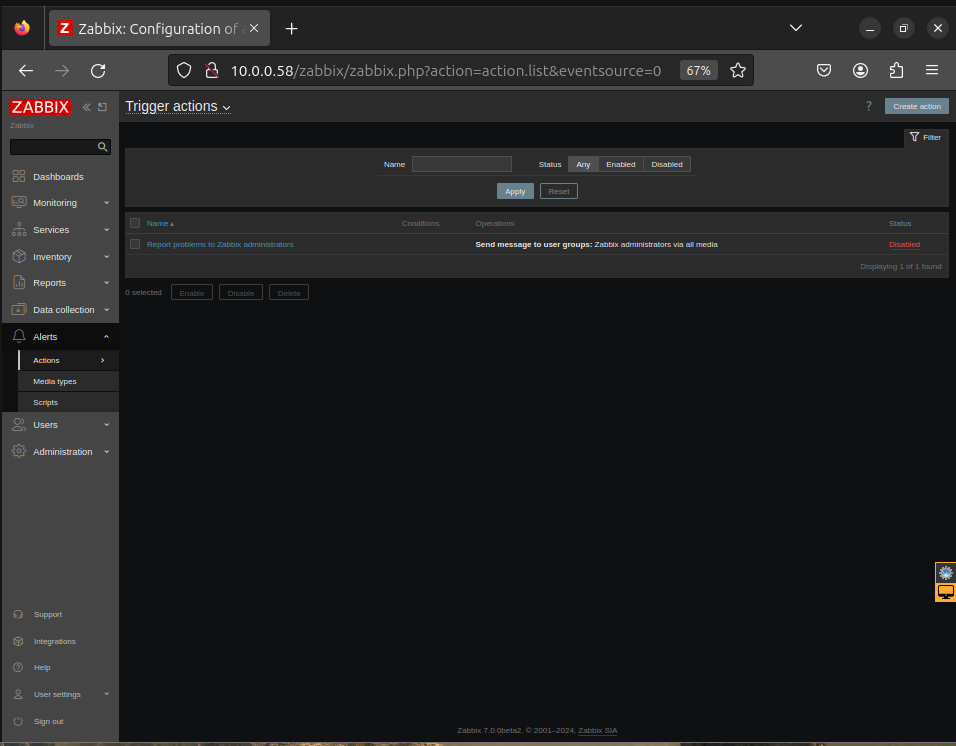 Z Zabbix: Configuration of a
10.0.0.58/zabbix/zabbix.php?action=action.list&eventsource=0 67%
ZABBIX
Zabbix
Trigger actions
? Create action
Filter
Name Status Any Enabled Disabled
Apply Reset
Name Conditions Operations Status
Report problems to Zabbix administrators Send message to user groups: Zabbix administrators via all media Disabled
Displaying 1 of 1 found
0 selected Enable Disable Delete
Dashboards
Monitoring
Services
Inventory
Reports
Data collection
Alerts
Actions
Media types
Scripts
Users
Administration
Support
Integrations
Help
User settings
Sign out
Zabbix 7.0.0beta2. © 2001–2024, Zabbix SIA